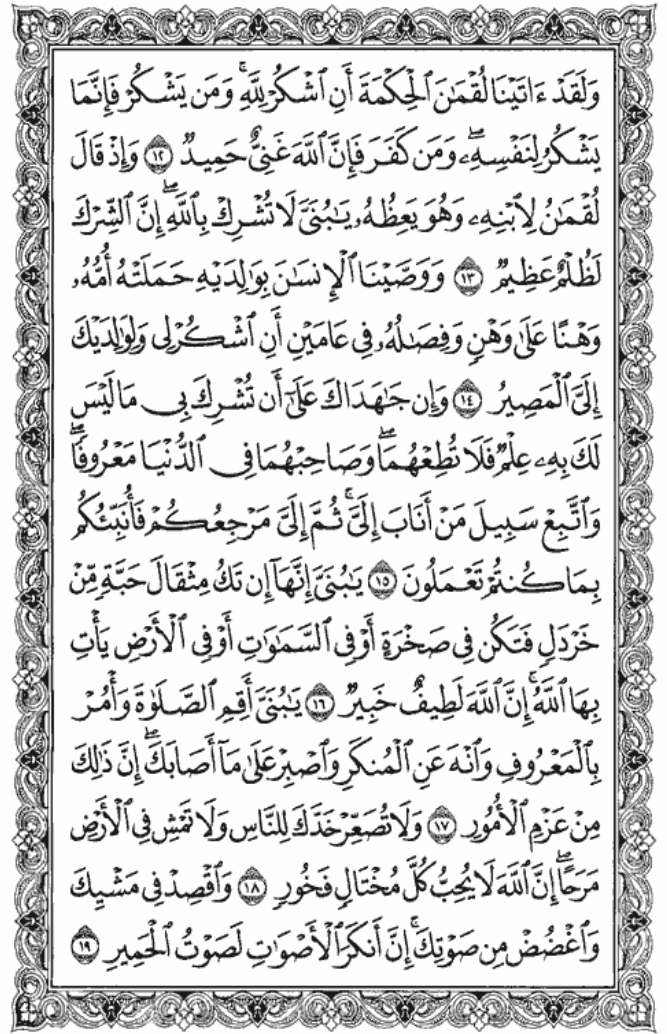 وَلَقَدْ ءَاتَيْنَا لُقْمَٰنَ ٱلْحِكْمَةَ أَنِ ٱشْكُرْ لِلَّهِۚ وَمَن يَشْكُرْ فَإِنَّمَا
يَشْكُرُ لِنَفْسِهِۦۖ وَمَن كَفَرَ فَإِنَّ ٱللَّهَ غَنِىٌّ حَمِيدٌ ١٢ وَإِذْ قَالَ
لُقْمَٰنُ لِٱبْنِهِۦ وَهُوَ يَعِظُهُۥ يَٰبُنَىَّ لَا تُشْرِكْ بِٱللَّهِۖ إِنَّ ٱلشِّرْكَ
لَظُلْمٌ عَظِيمٌ ١٣ وَوَصَّيْنَا ٱلْإِنسَٰنَ بِوَٰلِدَيْهِ حَمَلَتْهُ أُمُّهُۥ
وَهْنًا عَلَىٰ وَهْنٍ وَفِصَٰلُهُۥ فِى عَامَيْنِ أَنِ ٱشْكُرْ لِى وَلِوَٰلِدَيْكَ
إِلَىَّ ٱلْمَصِيرُ ١٤ وَإِن جَٰهَدَاكَ عَلَىٰٓ أَن تُشْرِكَ بِى مَا لَيْسَ
لَكَ بِهِۦ عِلْمٌ فَلَا تُطِعْهُمَاۖ وَصَاحِبْهُمَا فِى ٱلدُّنْيَا مَعْرُوفًاۖ
وَٱتَّبِعْ سَبِيلَ مَنْ أَنَابَ إِلَىَّۚ ثُمَّ إِلَىَّ مَرْجِعُكُمْ فَأُنَبِّئُكُم
بِمَا كُنتُمْ تَعْمَلُونَ ١٥ يَٰبُنَىَّ إِنَّهَآ إِن تَكُ مِثْقَالَ حَبَّةٍ مِّنْ
خَرْدَلٍ فَتَكُن فِى صَخْرَةٍ أَوْ فِى ٱلسَّمَٰوَٰتِ أَوْ فِى ٱلْأَرْضِ يَأْتِ
بِهَا ٱللَّهُۚ إِنَّ ٱللَّهَ لَطِيفٌ خَبِيرٌ ١٦ يَٰبُنَىَّ أَقِمِ ٱلصَّلَوٰةَ وَأْمُرْ
بِٱلْمَعْرُوفِ وَٱنْهَ عَنِ ٱلْمُنكَرِ وَٱصْبِرْ عَلَىٰ مَآ أَصَابَكَۖ إِنَّ ذَٰلِكَ
مِنْ عَزْمِ ٱلْأُمُورِ ١٧ وَلَا تُصَعِّرْ خَدَّكَ لِلنَّاسِ وَلَا تَمْشِ فِى ٱلْأَرْضِ
مَرَحًاۖ إِنَّ ٱللَّهَ لَا يُحِبُّ كُلَّ مُخْتَالٍ فَخُورٍ ١٨ وَٱقْصِدْ فِى مَشْيِكَ
وَٱغْضُضْ مِن صَوْتِكَۚ إِنَّ أَنكَرَ ٱلْأَصْوَٰتِ لَصَوْتُ ٱلْحَمِيرِ ١٩